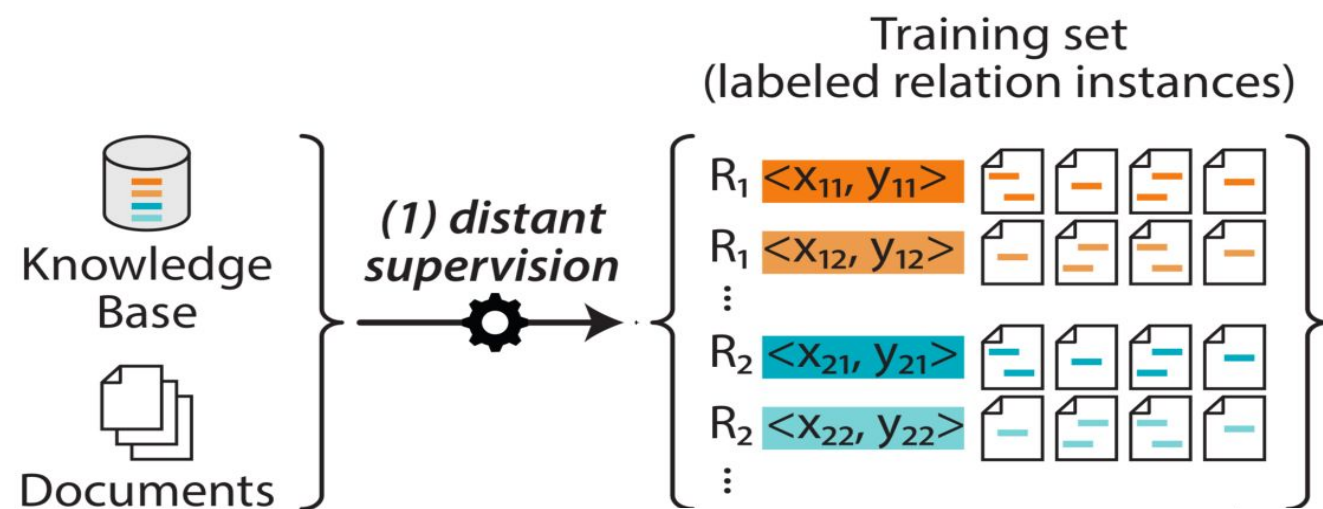 Training set
(labeled relation instances)
Knowledge
Base
Documents
(1) distant
supervision
R₁ <x₁₁, y₁₁>
R₁ <x₁₂, y₁₂>
⋮
R₂ <x₂₁, y₂₁>
R₂ <x₂₂, y₂₂>
⋮